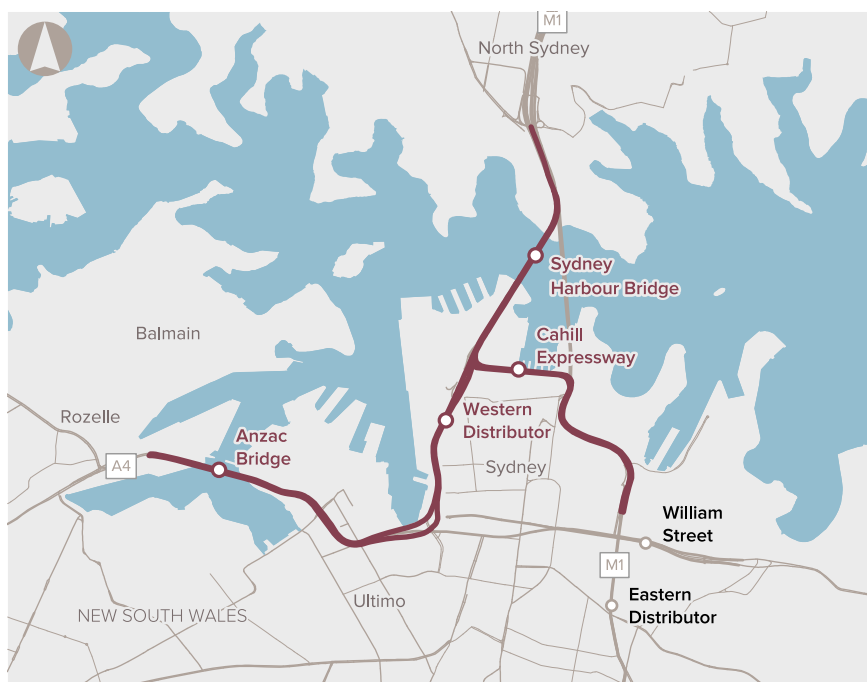 M1
North Sydney
Sydney
Harbour Bridge
Balmain
Cahill
Expressway
Rozelle
Anzac
Bridge
Western
Distributor
A4
Sydney
William
Street
M1
Ultimo
Eastern
Distributor
NEW SOUTH WALES